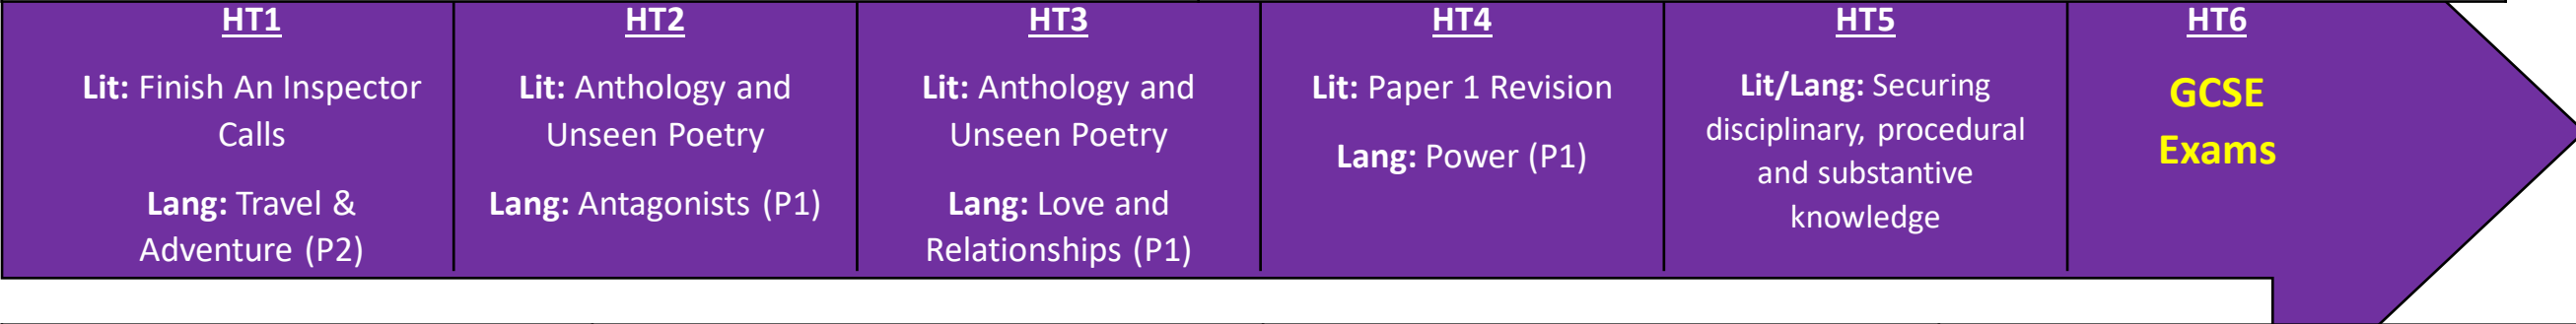 HT1
Lit: Finish An Inspector
Calls
Lang: Travel &
Adventure (P2)
HT2
Lit: Anthology and
Unseen Poetry
Lang: Antagonists (P1)
HT3
Lit: Anthology and
Unseen Poetry
Lang: Love and
Relationships (P1)
HT4
Lit: Paper 1 Revision
Lang: Power (P1)
HT5
Lit/Lang: Securing
disciplinary, procedural
and substantive
knowledge
HT6
GCSE
Exams